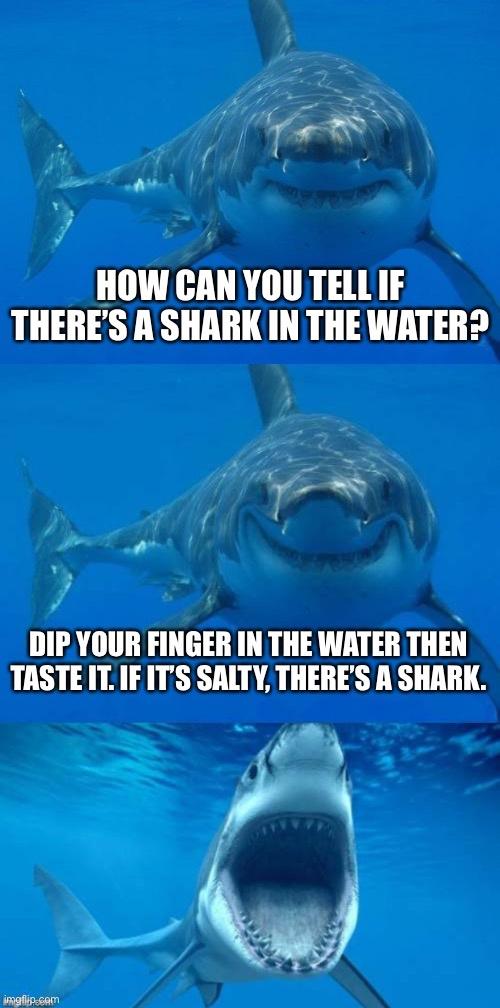 HOW CAN YOU TELL IF
THERE'S A SHARK IN THE WATER?
DIP YOUR FINGER IN THE WATER THEN
TASTE IT. IF IT'S SALTY, THERE'S A SHARK.
imgflip.com